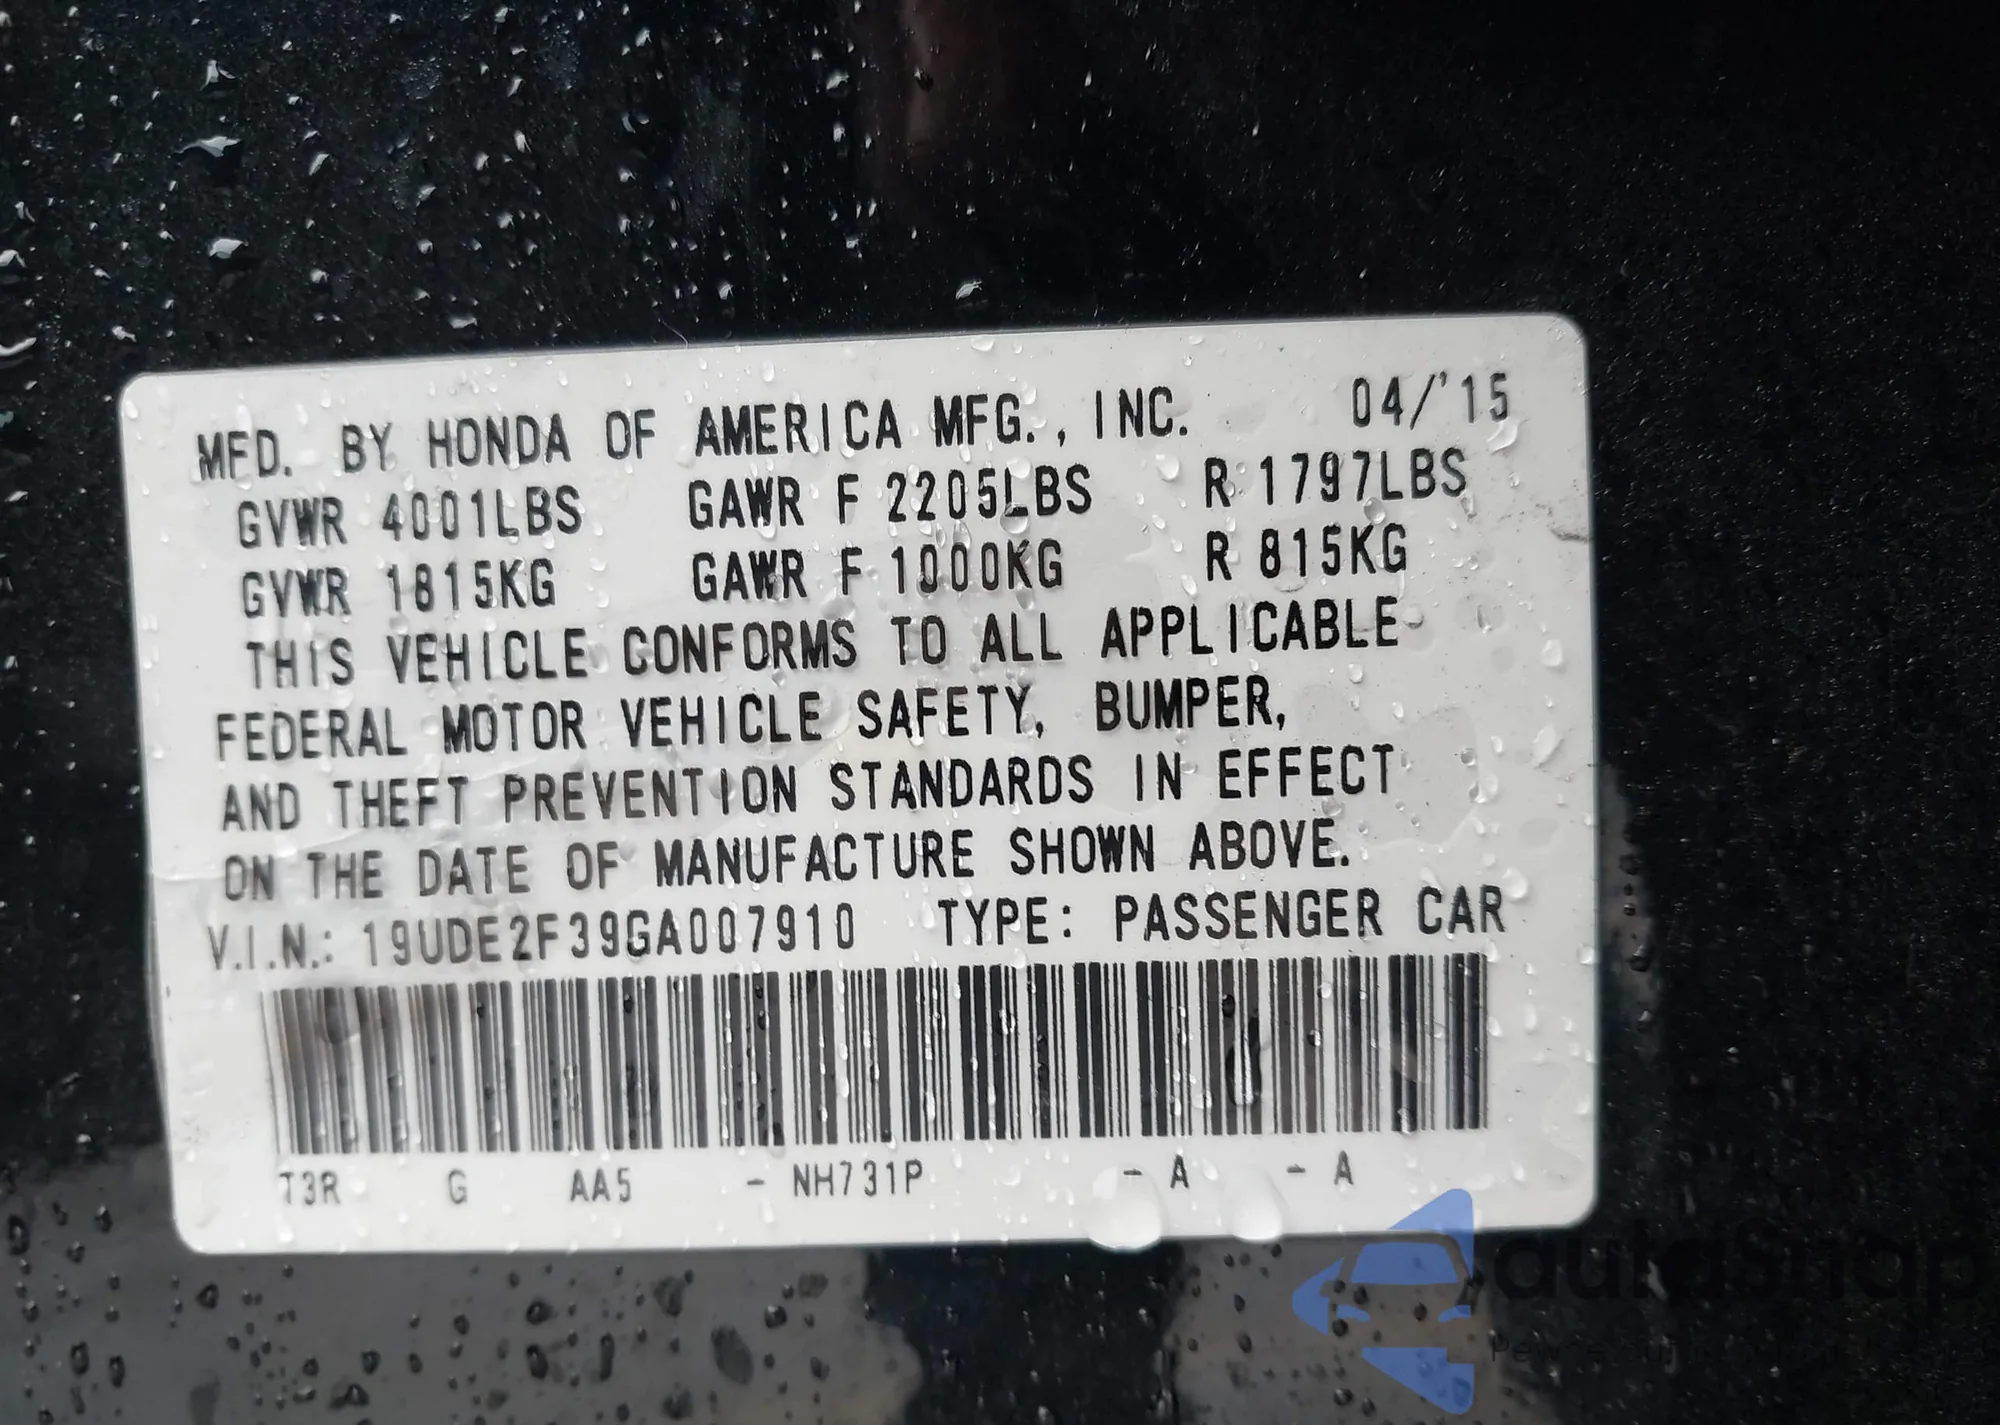 MFD. BY HONDA OF AMERICA MFG., INC. 04/'15
GVWR 4001LBS GAWR F 2205LBS R 1797LBS
GVWR 1815KG GAWR F 1000KG R 815KG
THIS VEHICLE CONFORMS TO ALL APPLICABLE
FEDERAL MOTOR VEHICLE SAFETY, BUMPER,
AND THEFT PREVENTION STANDARDS IN EFFECT
ON THE DATE OF MANUFACTURE SHOWN ABOVE.
V.I.N.: 19UDE2F39GA007910 TYPE: PASSENGER CAR
T3R G AA5 - NH731P - A - A